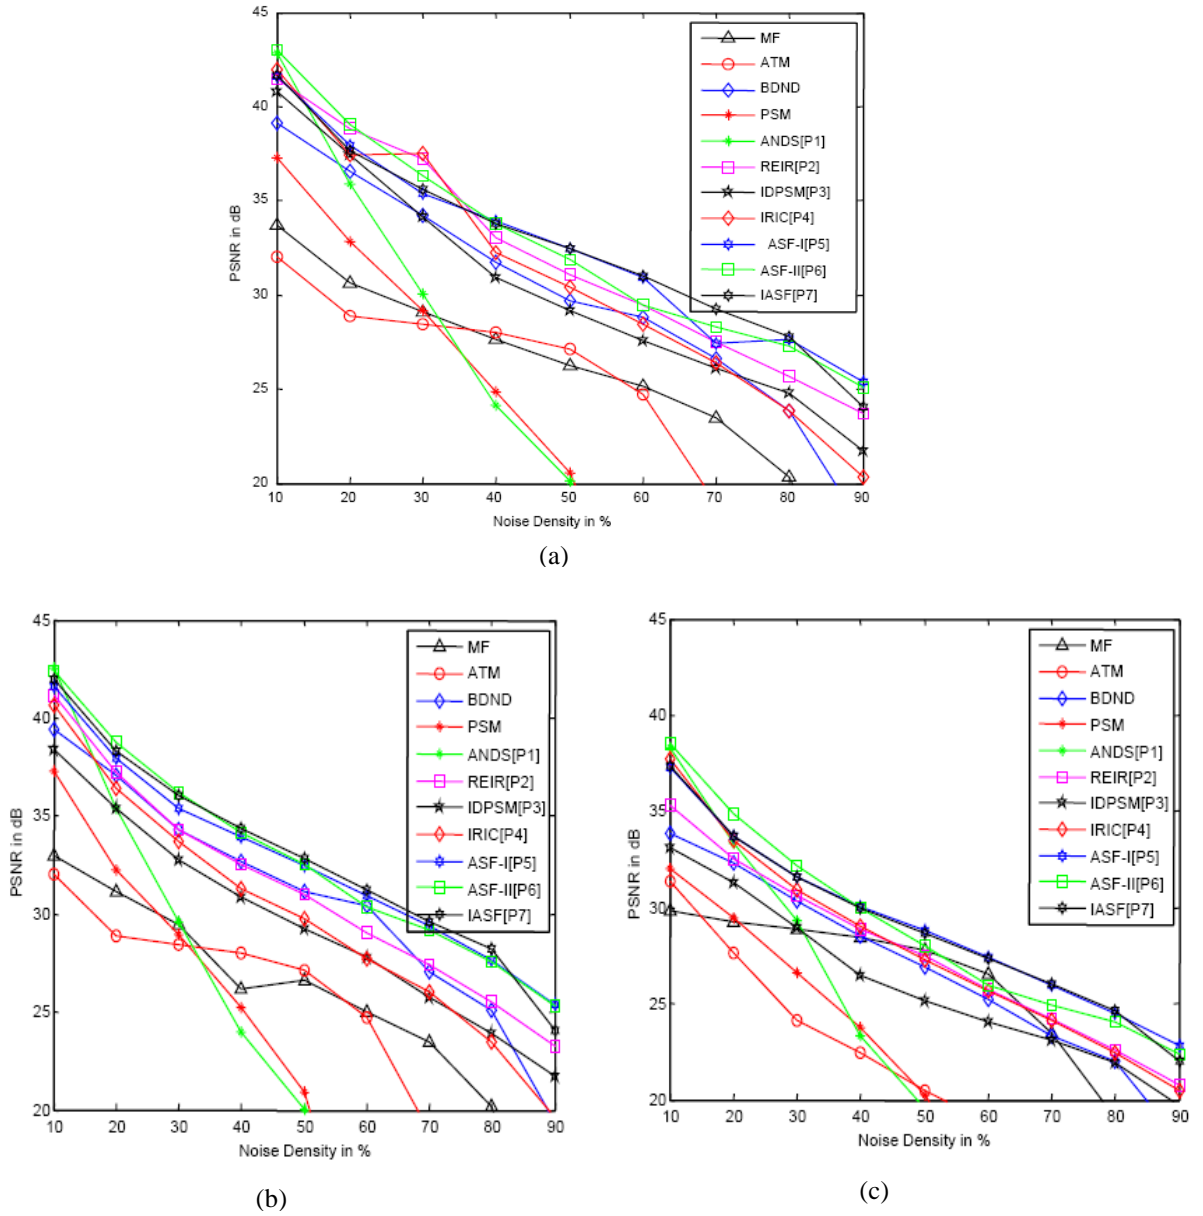 45
40
35
30
25
20
PSNR in dB
10 20 30 40 50 60 70 80 90
Noise Density in %
MF
ATM
BDND
PSM
ANDS[P1]
REIR[P2]
IDPSM[P3]
IRIC[P4]
ASF-I[P5]
ASF-II[P6]
IASF[P7]
(a)
45
40
35
30
25
20
PSNR in dB
10 20 30 40 50 60 70 80 90
Noise Density in %
MF
ATM
BDND
PSM
ANDS[P1]
REIR[P2]
IDPSM[P3]
IRIC[P4]
ASF-I[P5]
ASF-II[P6]
IASF[P7]
(b)
45
40
35
30
25
20
PSNR in dB
10 20 30 40 50 60 70 80 90
Noise Density in %
MF
ATM
BDND
PSM
ANDS[P1]
REIR[P2]
IDPSM[P3]
IRIC[P4]
ASF-I[P5]
ASF-II[P6]
IASF[P7]
(c)